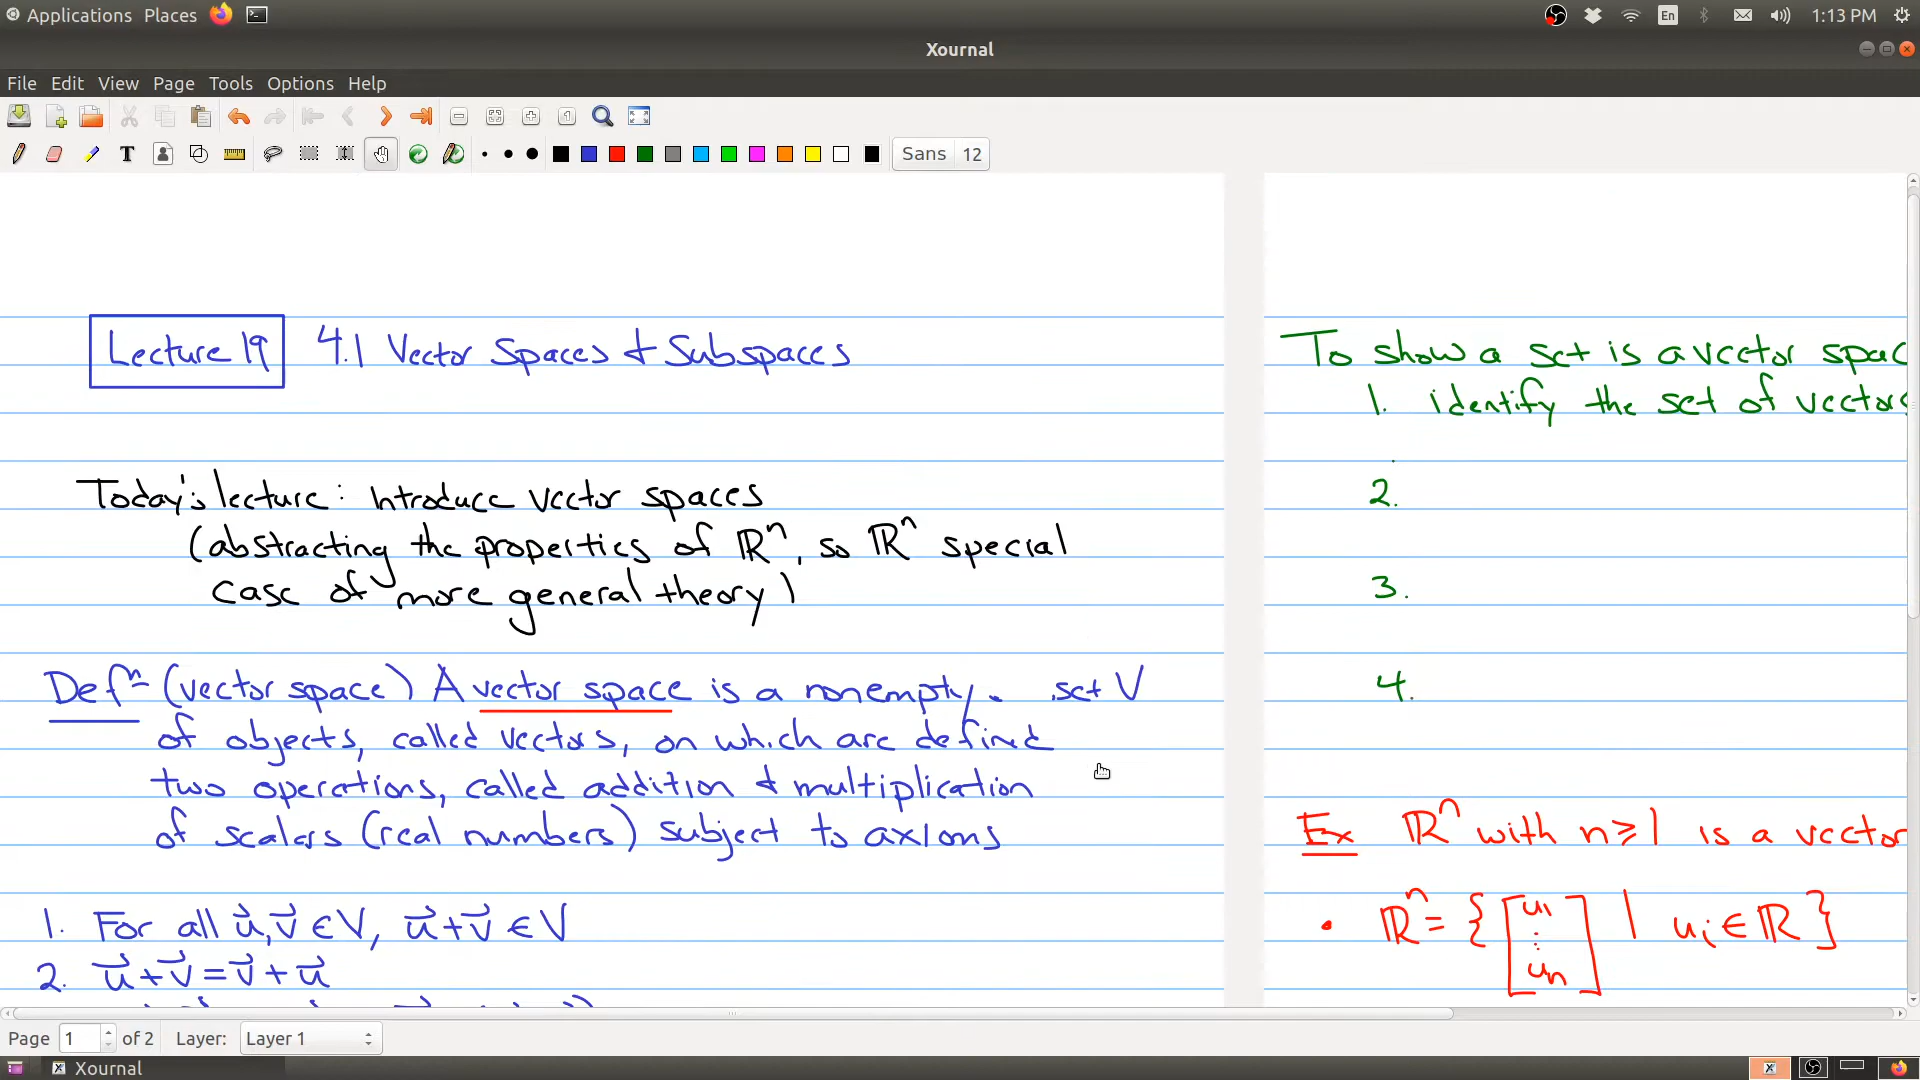 Applications Places En 1:13 PM
Xournal
File Edit View Page Tools Options Help
Sans 12
Lecture 19 4.1 Vector Spaces & Subspaces
Today's lecture: Introduce vector spaces
(abstracting the properties of ℝⁿ, so ℝⁿ special
case of more general theory)
Defⁿ (vector space) A vector space is a nonempty set V
of objects, called vectors, on which are defined
two operations, called addition & multiplication
of scalars (real numbers) subject to axioms
1. For all u⃗, v⃗ ∈ V, u⃗ + v⃗ ∈ V
2. u⃗ + v⃗ = v⃗ + u⃗
To show a set is a vector spac
1. identify the set of vectors
2.
3.
4.
Ex ℝⁿ with n ≥ 1 is a vector
• ℝⁿ = { [u₁ ⋮ uₙ] | uᵢ ∈ ℝ }
Page 1 of 2 Layer: Layer 1
Xournal